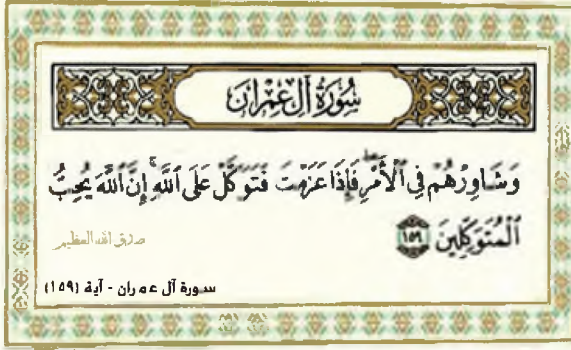 سُورَةُ آلِ عِمْرَانَ
وَشَاوِرْهُمْ فِي ٱلْأَمْرِ ۖ فَإِذَا عَزَمْتَ فَتَوَكَّلْ عَلَى ٱللَّهِ ۚ إِنَّ ٱللَّهَ يُحِبُّ
ٱلْمُتَوَكِّلِينَ ١٥٩
صدق الله العظيم
سورة آل عمران - آية (١٥٩)